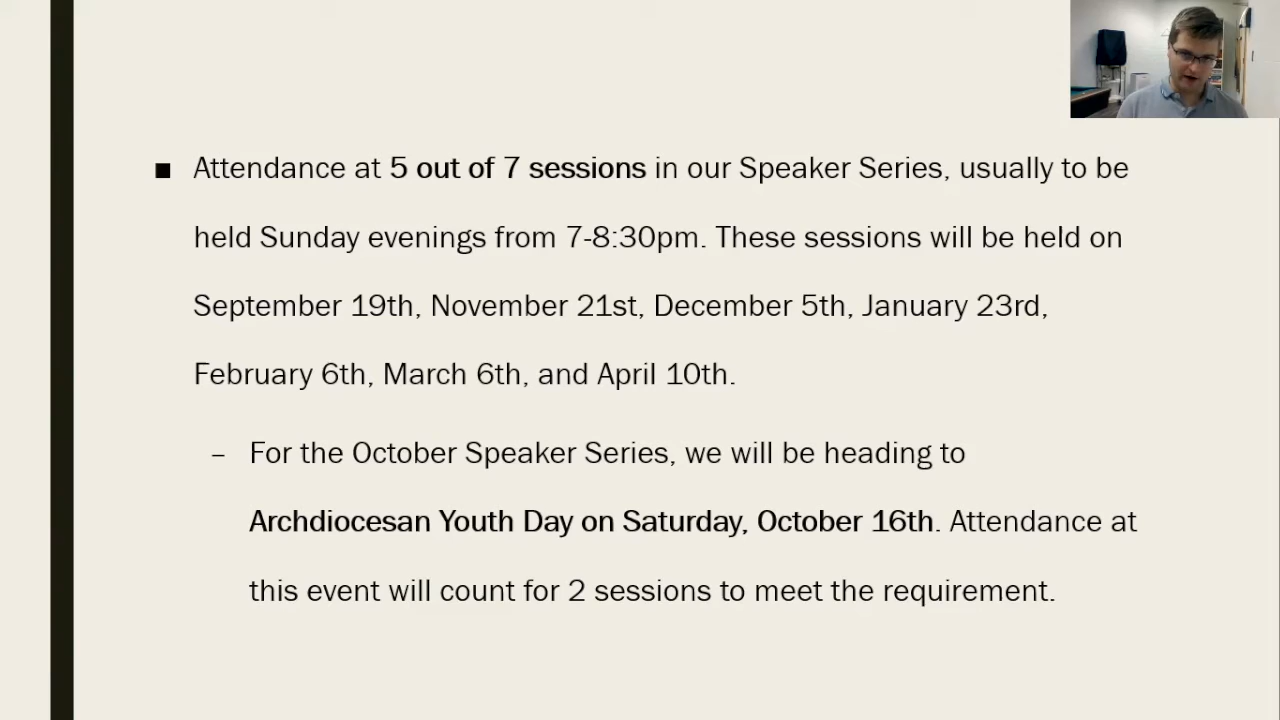 ■ Attendance at 5 out of 7 sessions in our Speaker Series, usually to be
held Sunday evenings from 7-8:30pm. These sessions will be held on
September 19th, November 21st, December 5th, January 23rd,
February 6th, March 6th, and April 10th.
– For the October Speaker Series, we will be heading to
Archdiocesan Youth Day on Saturday, October 16th. Attendance at
this event will count for 2 sessions to meet the requirement.